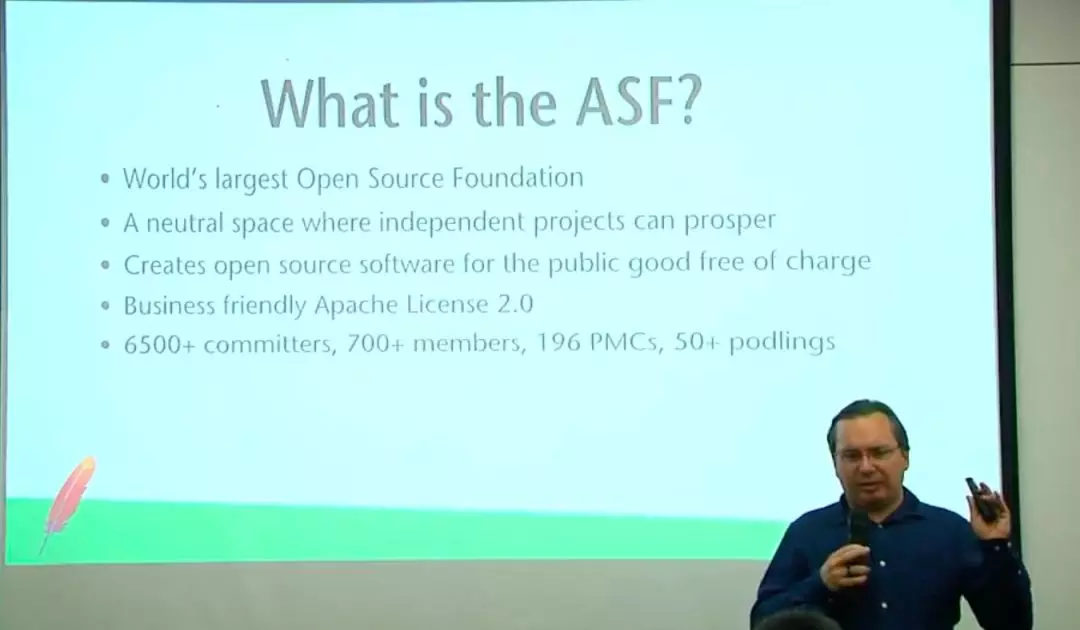 What is the ASF?
• World's largest Open Source Foundation
• A neutral space where independent projects can prosper
• Creates open source software for the public good free of charge
• Business friendly Apache License 2.0
• 6500+ committers, 700+ members, 196 PMCs, 50+ podlings